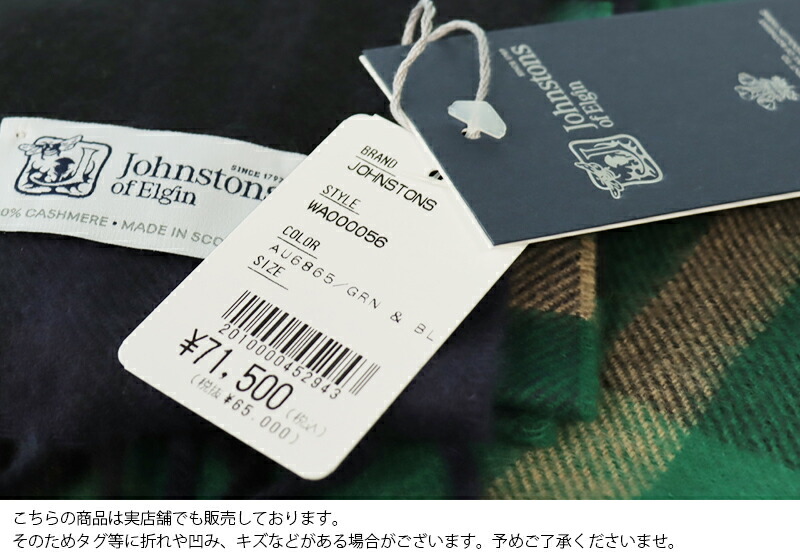 Johnstons
of Elgin
SINCE 1797
0% CASHMERE • MADE IN SCO
BRAND
JOHNSTONS
STYLE
WA000056
COLOR
AU6865/GRN & BL
SIZE
2010000452943
¥71,500(税込)
(税抜 ¥65,000)
Johnstons
of Elgin
SINCE 1797
こちらの商品は実店舗でも販売しております。
そのためタグ等に折れや凹み、キズなどがある場合がございます。予めご了承くださいませ。